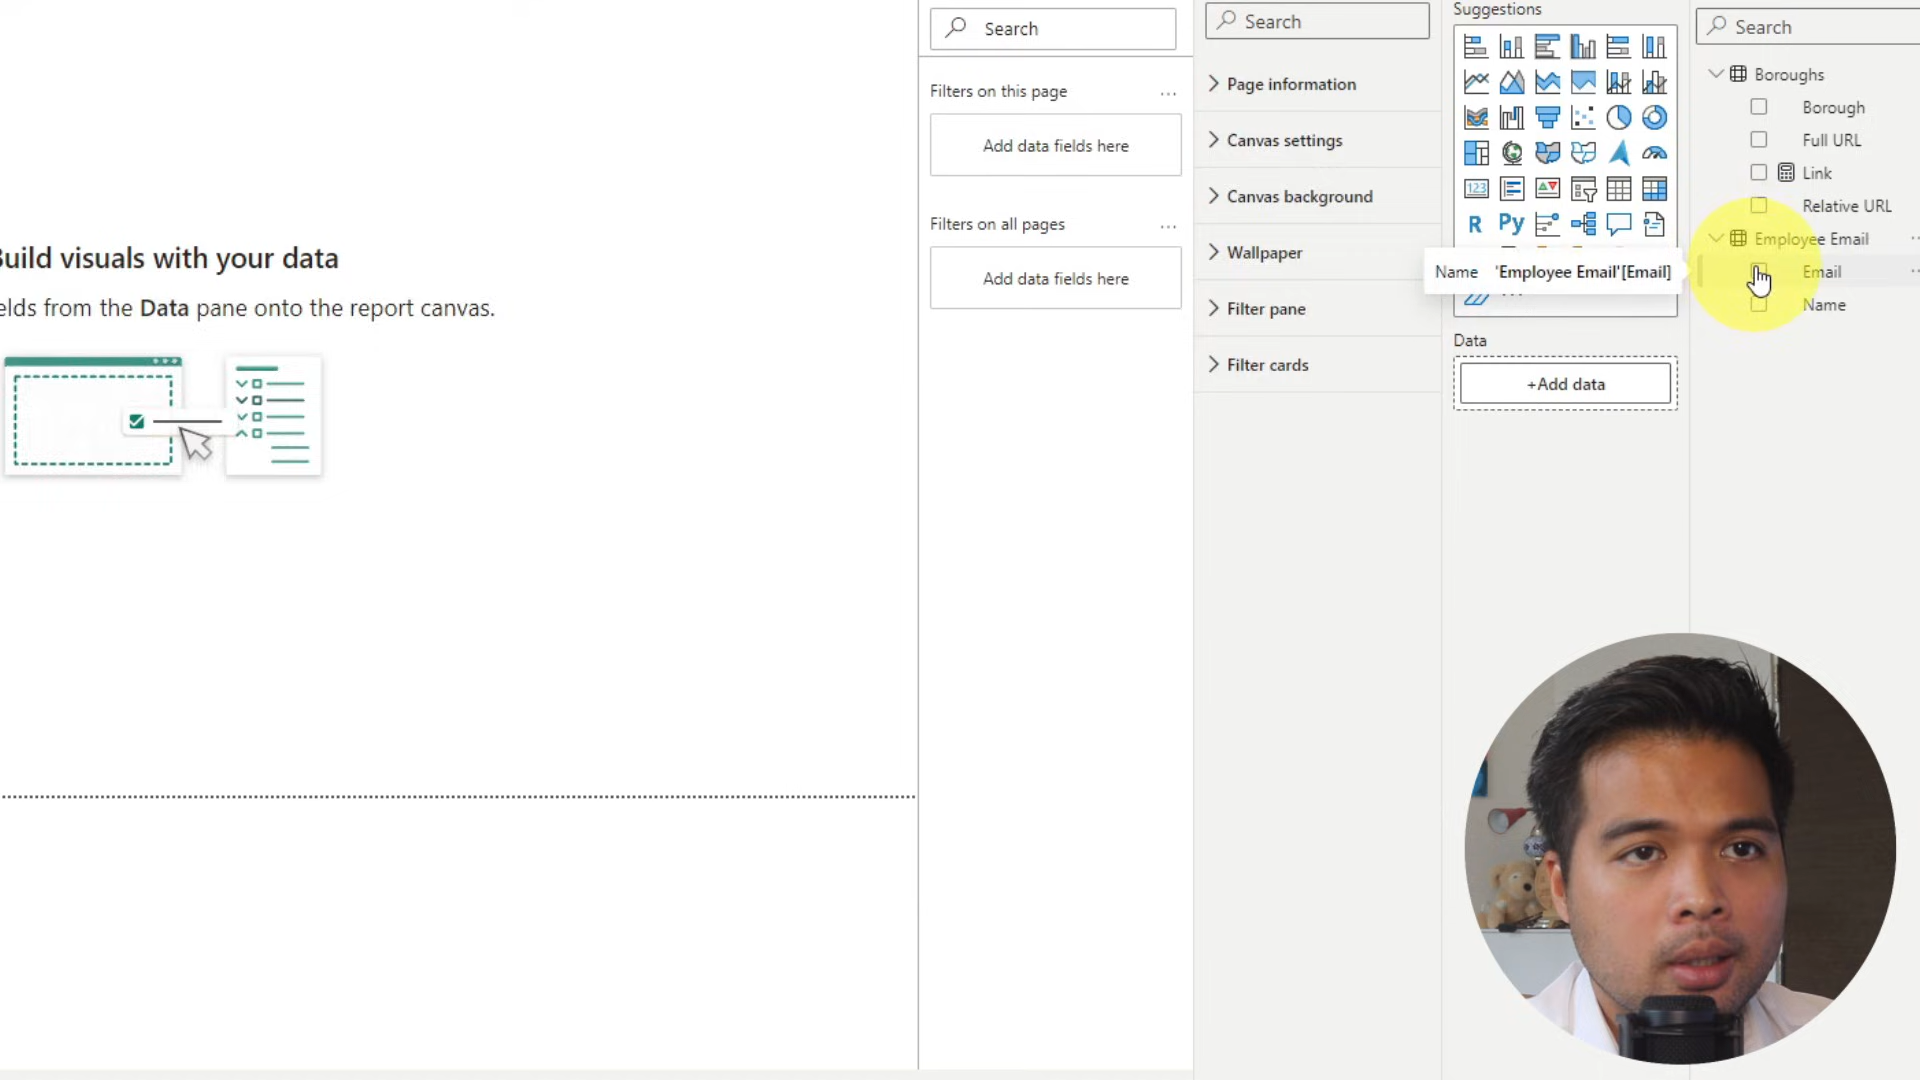 Build visuals with your data
elds from the Data pane onto the report canvas.
Search
Filters on this page
...
Add data fields here
Filters on all pages
...
Add data fields here
Search
Page information
Canvas settings
Canvas background
Wallpaper
Filter pane
Filter cards
Suggestions
123
R
Py
Name 'Employee Email'[Email]
...
Data
+Add data
Search
Boroughs
Borough
Full URL
Link
Relative URL
Employee Email
Email
Name